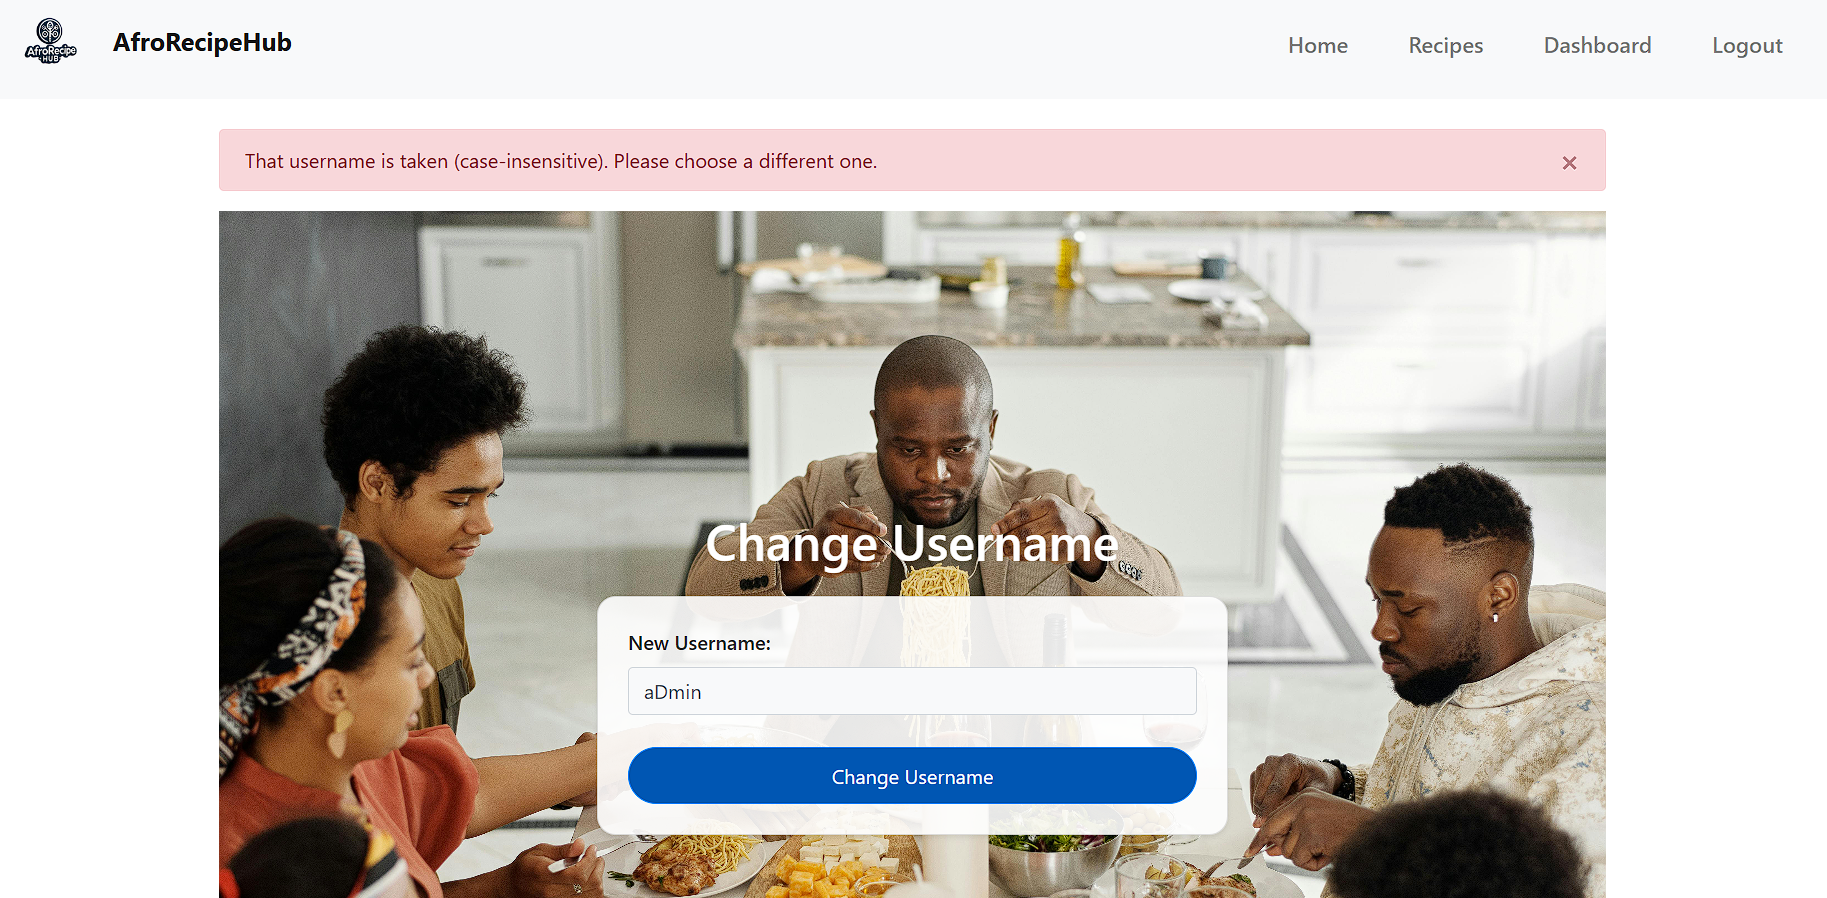 AfroRecipe
HUB
AfroRecipeHub
Home
Recipes
Dashboard
Logout
That username is taken (case-insensitive). Please choose a different one.
×
Change Username
New Username:
aDmin
Change Username